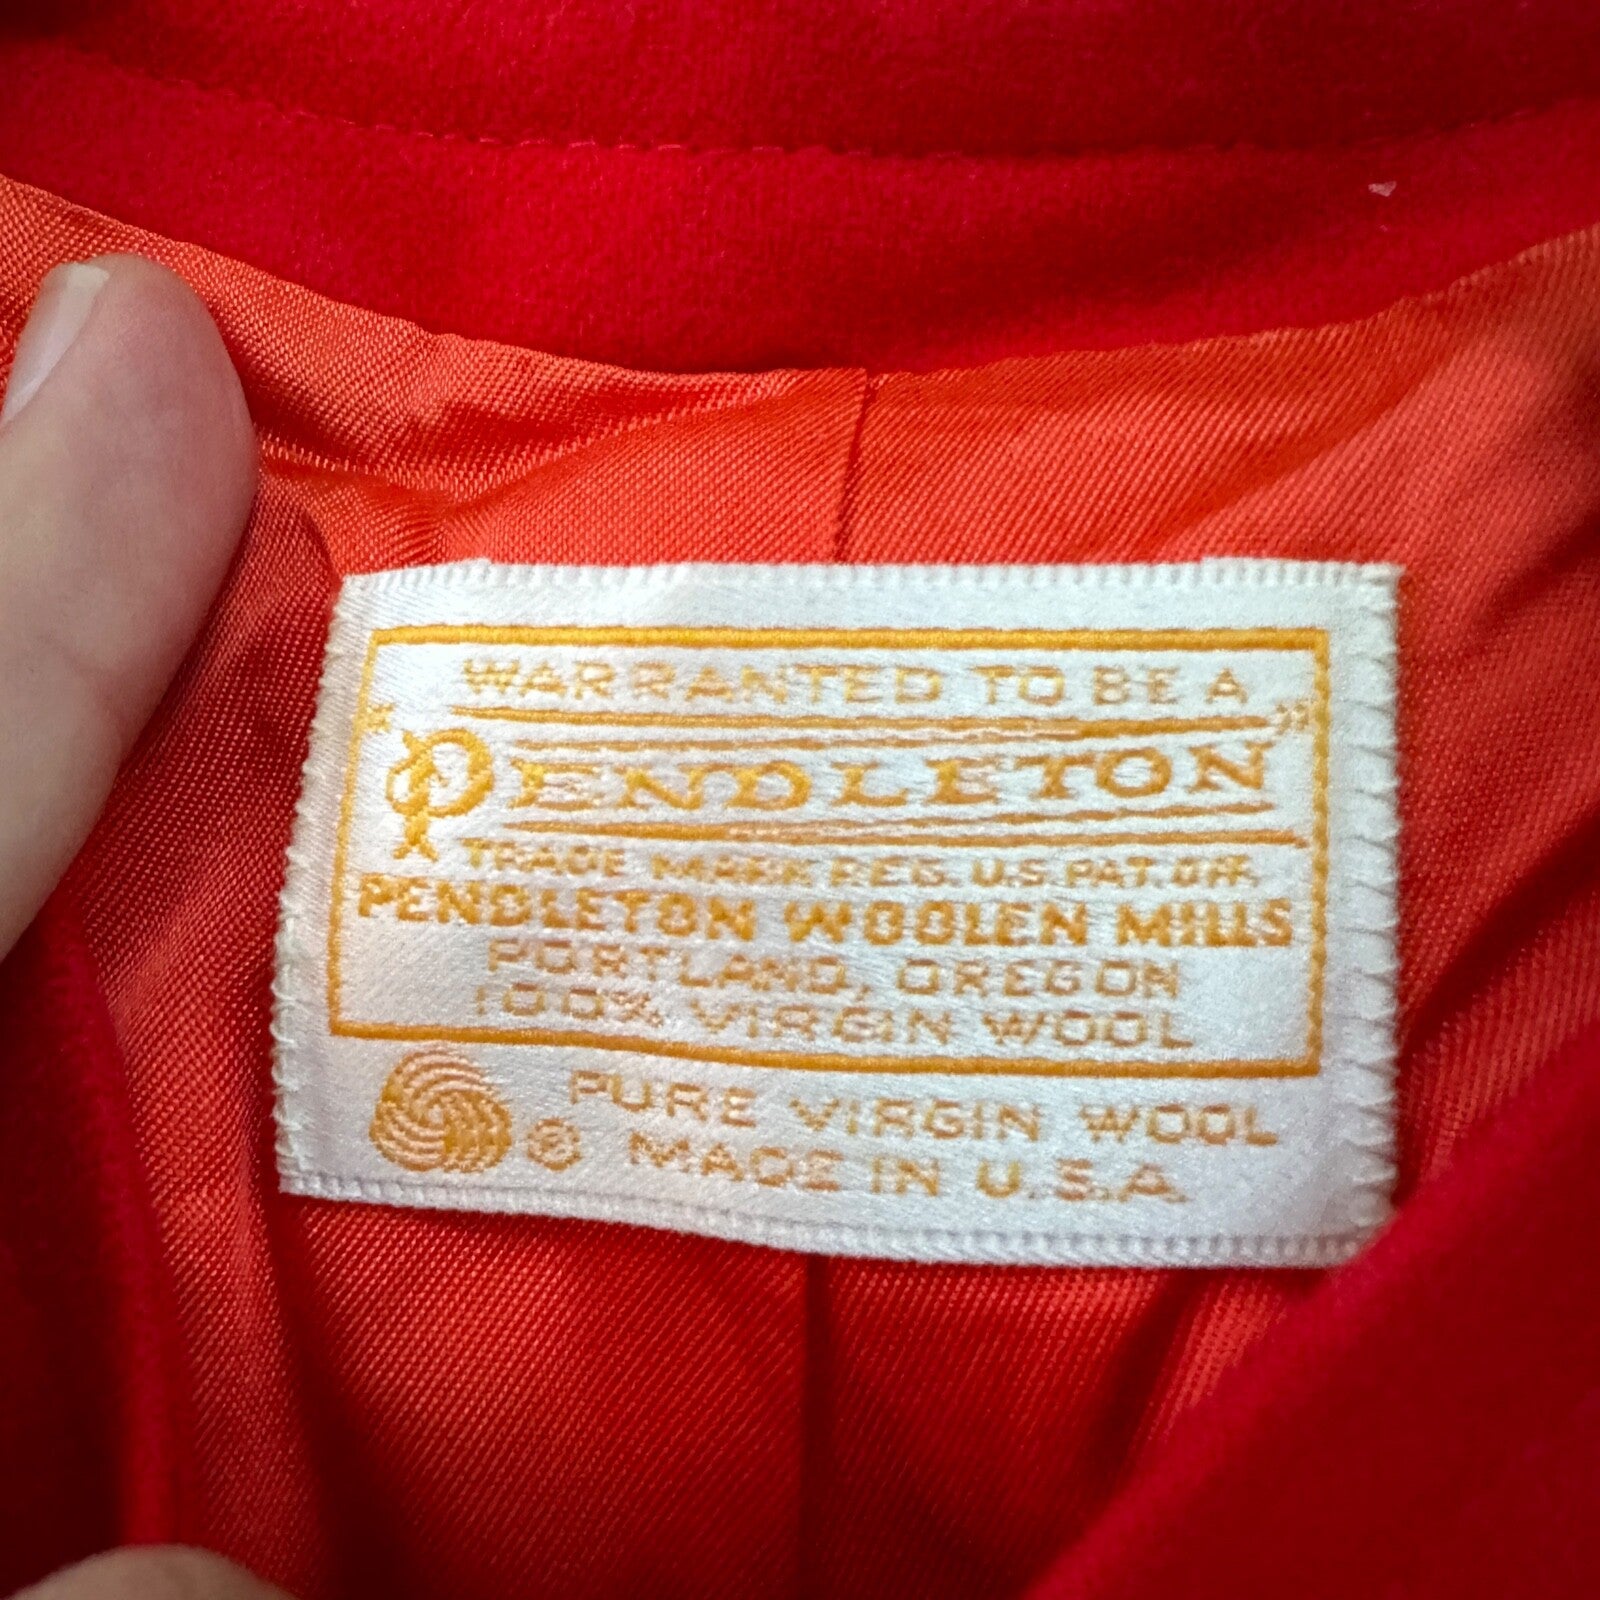 WARRANTED TO BE A
"PENDLETON"
TRADE MARK REG. U.S. PAT. OFF.
PENDLETON WOOLEN MILLS
PORTLAND, OREGON
100% VIRGIN WOOL
PURE VIRGIN WOOL
® MADE IN U.S.A.